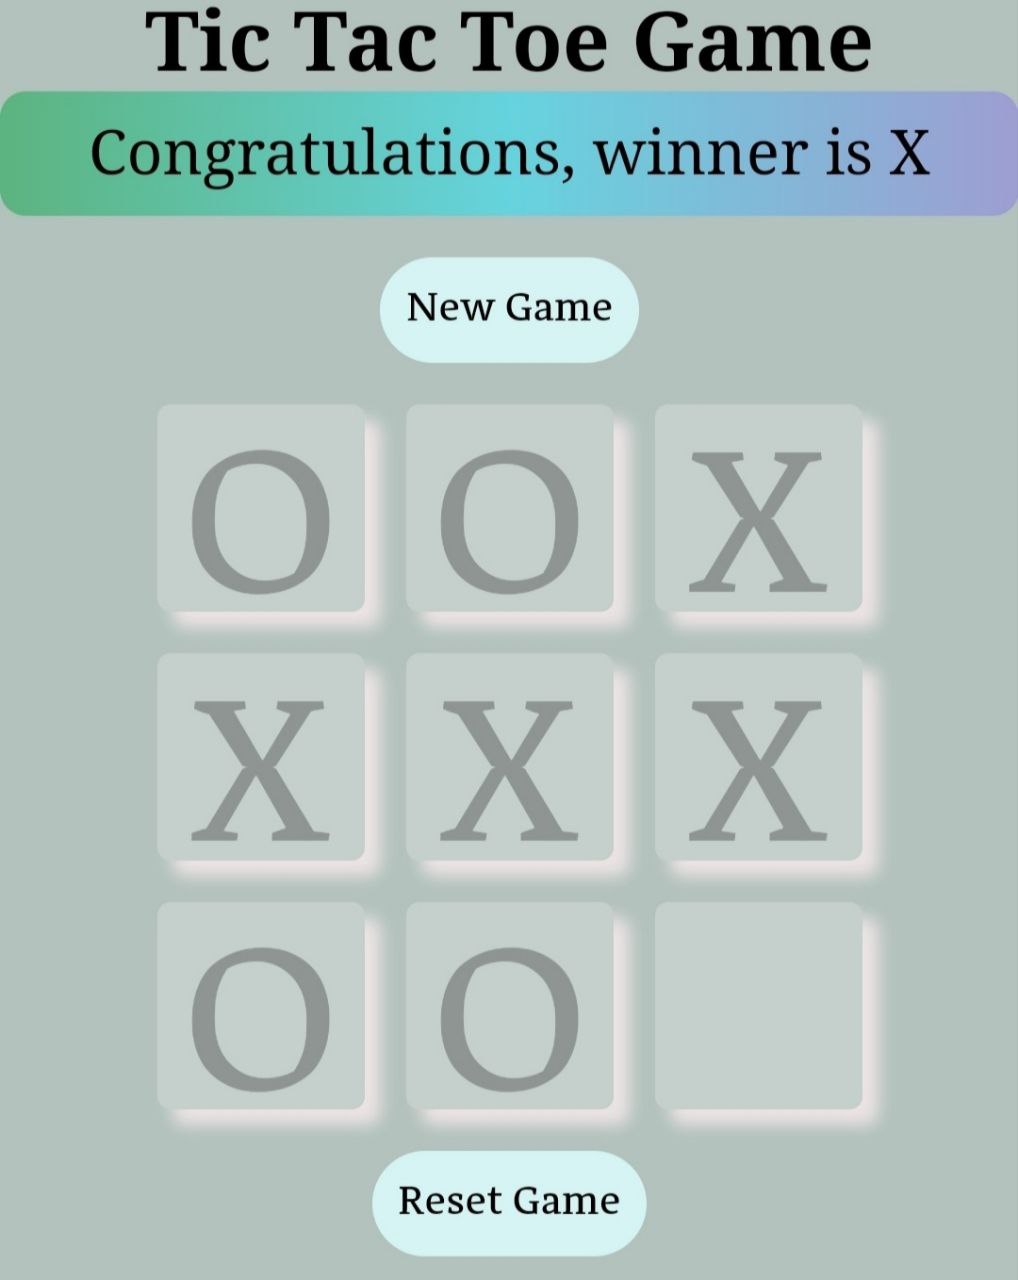 Tic Tac Toe Game
Congratulations, winner is X
New Game
O O X
X X X
O O
Reset Game